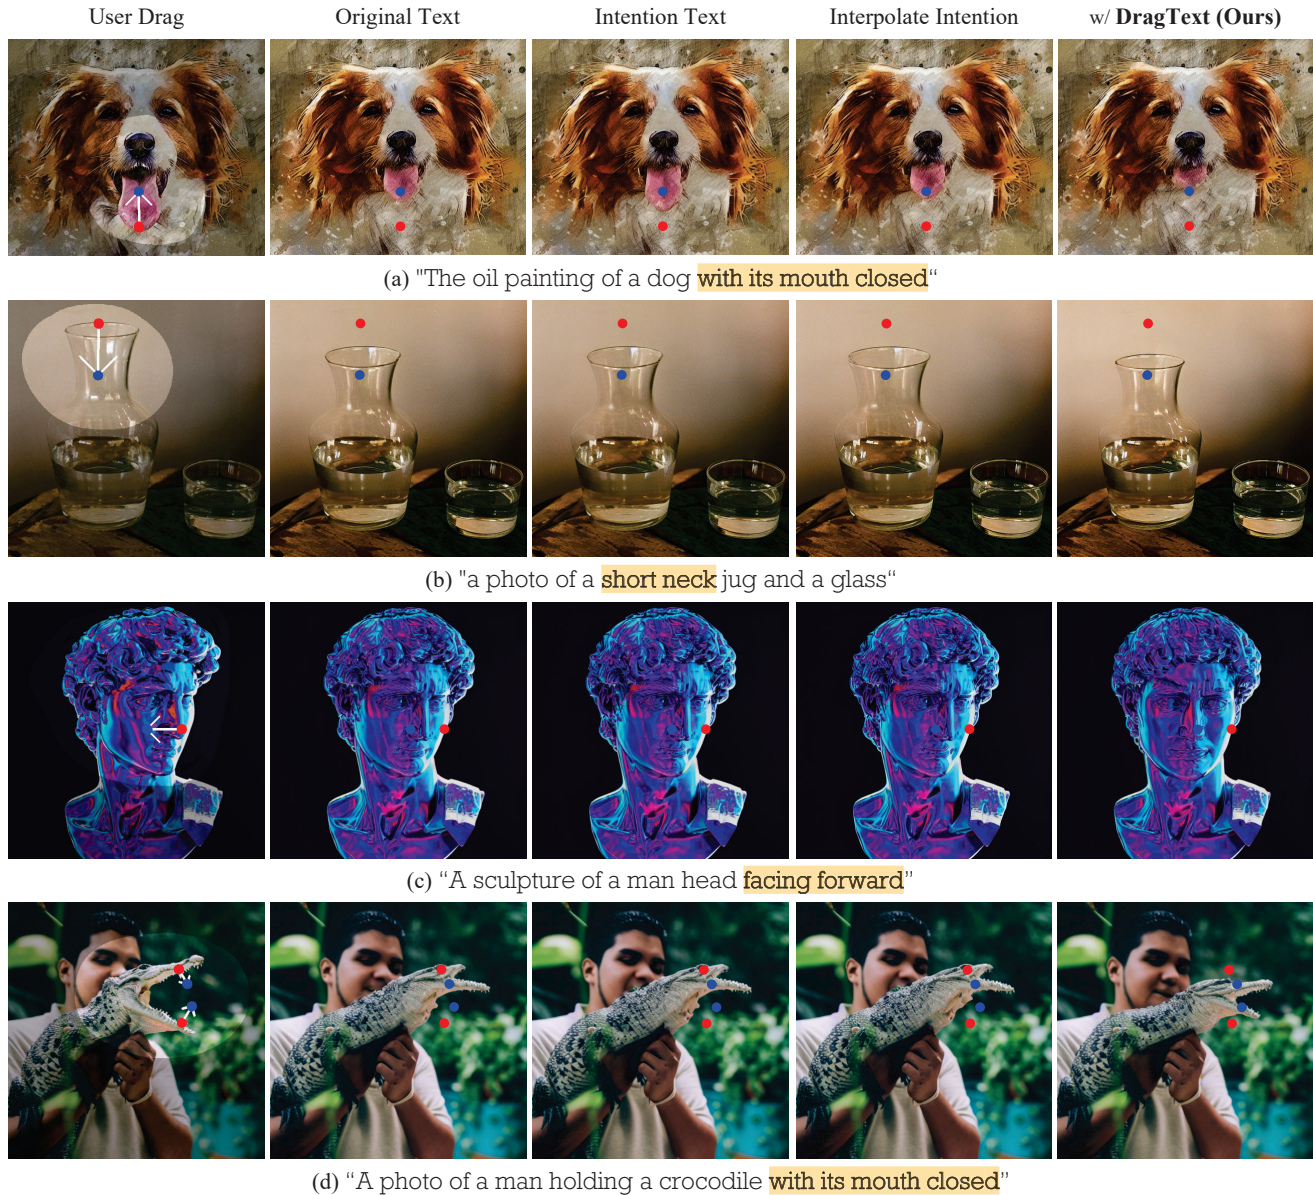 User Drag Original Text Intention Text Interpolate Intention w/ DragText (Ours)
(a) "The oil painting of a dog with its mouth closed“
(b) "a photo of a short neck jug and a glass“
(c) “A sculpture of a man head facing forward”
(d) “A photo of a man holding a crocodile with its mouth closed”